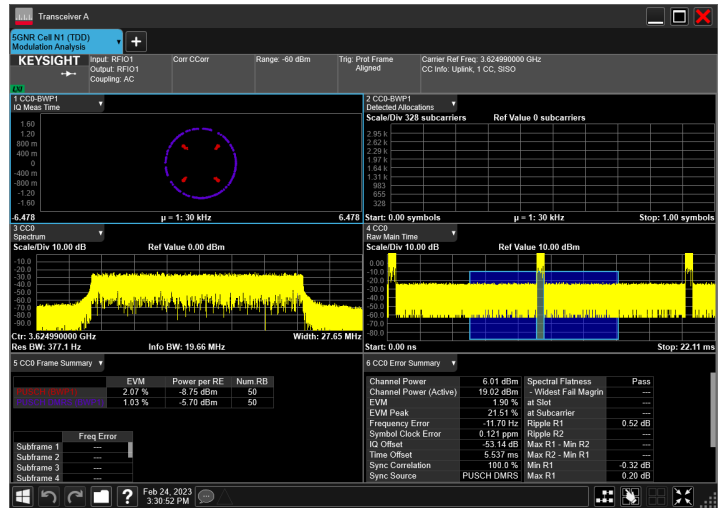 Transceiver A
5GNR Cell N1 (TDD)
Modulation Analysis
KEYSIGHT
LXI
Input: RFIO1
Output: RFIO1
Coupling: AC
Corr CCorr
Range: -60 dBm
Trig: Prot Frame
Aligned
Carrier Ref Freq: 3.624990000 GHz
CC Info: Uplink, 1 CC, SISO
1 CC0-BWP1
IQ Meas Time
1.60
1.20
800 m
400 m
0
-400 m
-800 m
-1.20
-1.60
-6.478 µ = 1: 30 kHz 6.478
2 CC0-BWP1
Detected Allocations
Scale/Div 328 subcarriers Ref Value 0 subcarriers
2.95 k
2.62 k
2.29 k
1.97 k
1.64 k
1.31 k
983
655
328
Start: 0.00 symbols µ = 1: 30 kHz Stop: 1.00 symbols
3 CC0
Spectrum
Scale/Div 10.00 dB Ref Value 0.00 dBm
-10.0
-20.0
-30.0
-40.0
-50.0
-60.0
-70.0
-80.0
-90.0
Ctr: 3.624990000 GHz Width: 27.65 MHz
Res BW: 377.1 Hz Info BW: 19.66 MHz
4 CC0
Raw Main Time
Scale/Div 10.00 dB Ref Value 10.00 dBm
0.00
-10.0
-20.0
-30.0
-40.0
-50.0
-60.0
-70.0
-80.0
Start: 0.00 ns Stop: 22.11 ms
5 CC0 Frame Summary
EVM Power per RE Num.RB
PUSCH (BWP1) 2.07 % -8.75 dBm 50
1.03 % -5.70 dBm 50
Freq Error
Subframe 1 ---
Subframe 2 ---
Subframe 3 ---
Subframe 4 ---
6 CC0 Error Summary
Channel Power 6.01 dBm Spectral Flatness Pass
Channel Power (Active) 19.02 dBm - Widest Fail Magrin ---
EVM 1.90 % at Slot ---
EVM Peak 21.51 % at Subcarrier ---
Frequency Error -11.70 Hz Ripple R1 0.52 dB
Symbol Clock Error 0.121 ppm Ripple R2 ---
IQ Offset -53.14 dB Max R1 - Min R2 ---
Time Offset 5.537 ms Max R2 - Min R1 ---
Sync Correlation 100.0 % Min R1 -0.32 dB
Sync Source PUSCH DMRS Max R1 0.20 dB
? Feb 24, 2023
3:30:52 PM